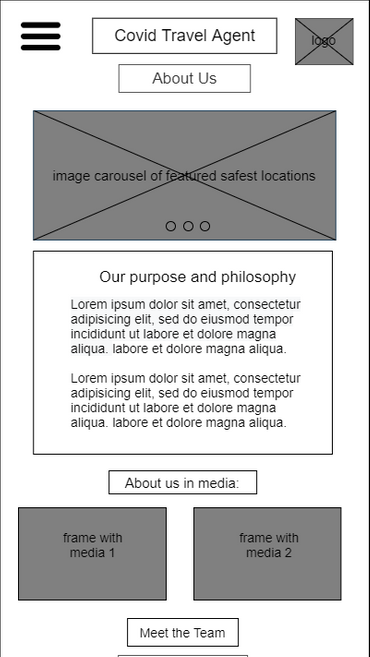 Covid Travel Agent
logo
About Us
image carousel of featured safest locations
Our purpose and philosophy
Lorem ipsum dolor sit amet, consectetur
adipisicing elit, sed do eiusmod tempor
incididunt ut labore et dolore magna
aliqua. labore et dolore magna aliqua.
Lorem ipsum dolor sit amet, consectetur
adipisicing elit, sed do eiusmod tempor
incididunt ut labore et dolore magna
aliqua. labore et dolore magna aliqua.
About us in media:
frame with
media 1
frame with
media 2
Meet the Team